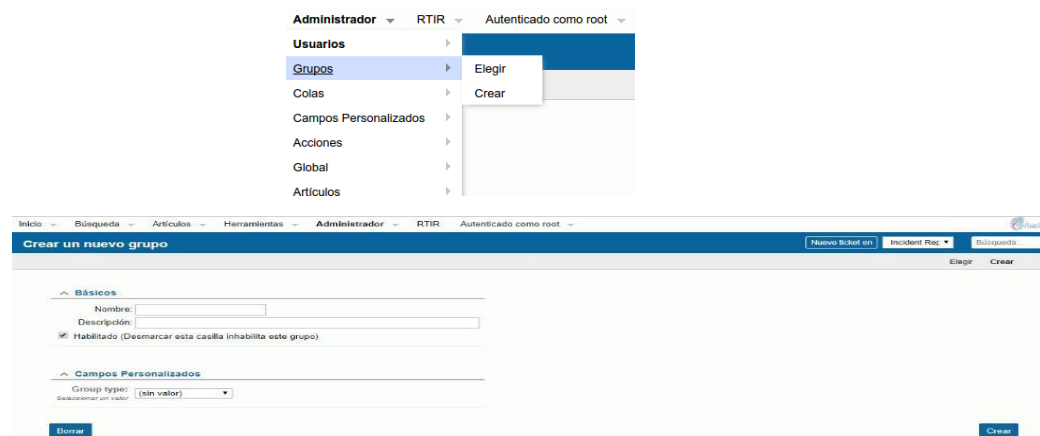 Administrador RTIR Autenticado como root
Usuarios
Grupos
Elegir
Colas
Crear
Campos Personalizados
Acciones
Global
Artículos
Inicio Búsqueda Artículos Herramientas Administrador RTIR Autenticado como root
Crear un nuevo grupo
Nuevo ticket en Incident Rep Búsqueda
Elegir Crear
Básicos
Nombre:
Descripción:
Habilitado (Desmarcar esta casilla inhabilita este grupo)
Campos Personalizados
Group type: (sin valor)
Seleccionar un valor
Borrar
Crear